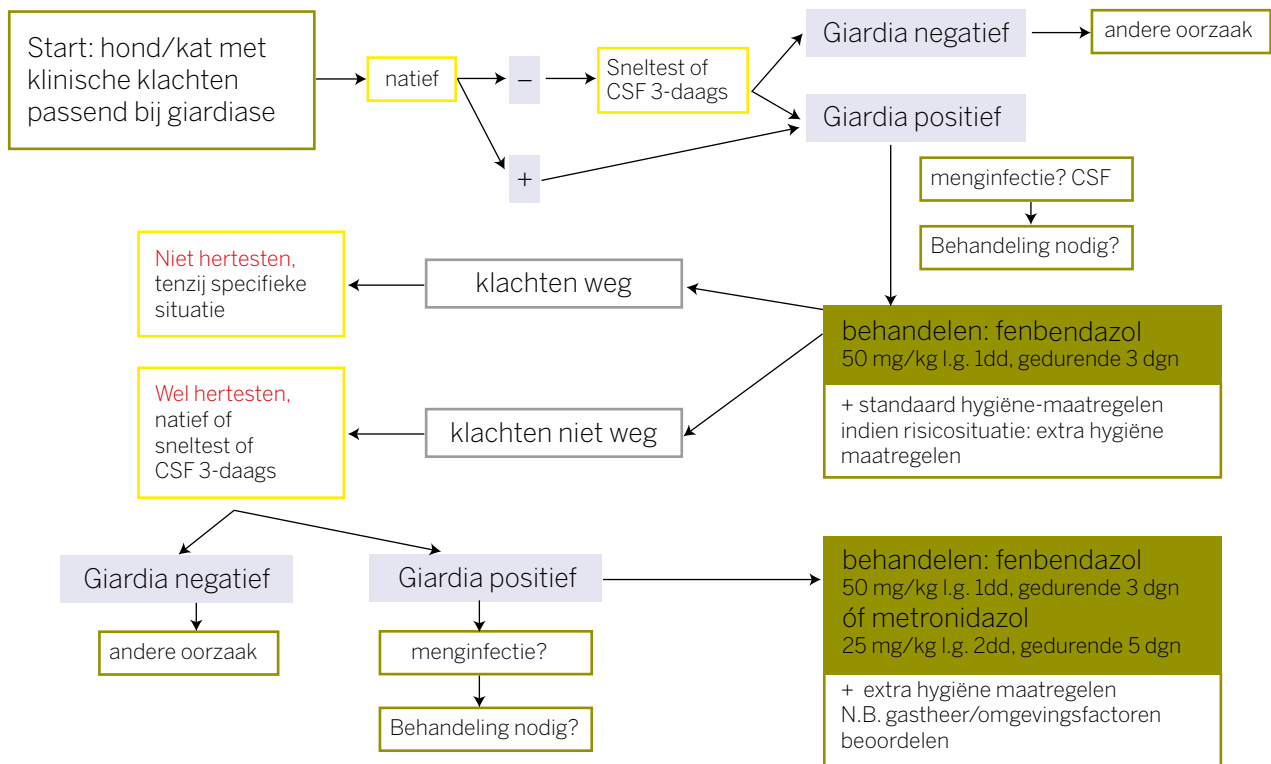 Start: hond/kat met
klinische klachten
passend bij giardiase
natief
–
+
Sneltest of
CSF 3-daags
Giardia negatief
andere oorzaak
Giardia positief
menginfectie? CSF
Behandeling nodig?
behandelen: fenbendazol
50 mg/kg l.g. 1dd, gedurende 3 dgn
+ standaard hygiëne-maatregelen
indien risicosituatie: extra hygiëne
maatregelen
klachten weg
Niet hertesten,
tenzij specifieke
situatie
klachten niet weg
Wel hertesten,
natief of
sneltest of
CSF 3-daags
Giardia negatief
andere oorzaak
Giardia positief
menginfectie?
Behandeling nodig?
behandelen: fenbendazol
50 mg/kg l.g. 1dd, gedurende 3 dgn
óf metronidazol
25 mg/kg l.g. 2dd, gedurende 5 dgn
+ extra hygiëne maatregelen
N.B. gastheer/omgevingsfactoren
beoordelen